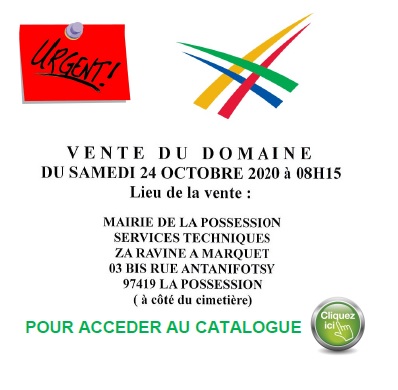 URGENT!
VENTE DU DOMAINE
DU SAMEDI 24 OCTOBRE 2020 à 08H15
Lieu de la vente :
MAIRIE DE LA POSSESSION
SERVICES TECHNIQUES
ZA RAVINE A MARQUET
03 BIS RUE ANTANIFOTSY
97419 LA POSSESSION
( à côté du cimetière)
POUR ACCEDER AU CATALOGUE
Cliquez
ici